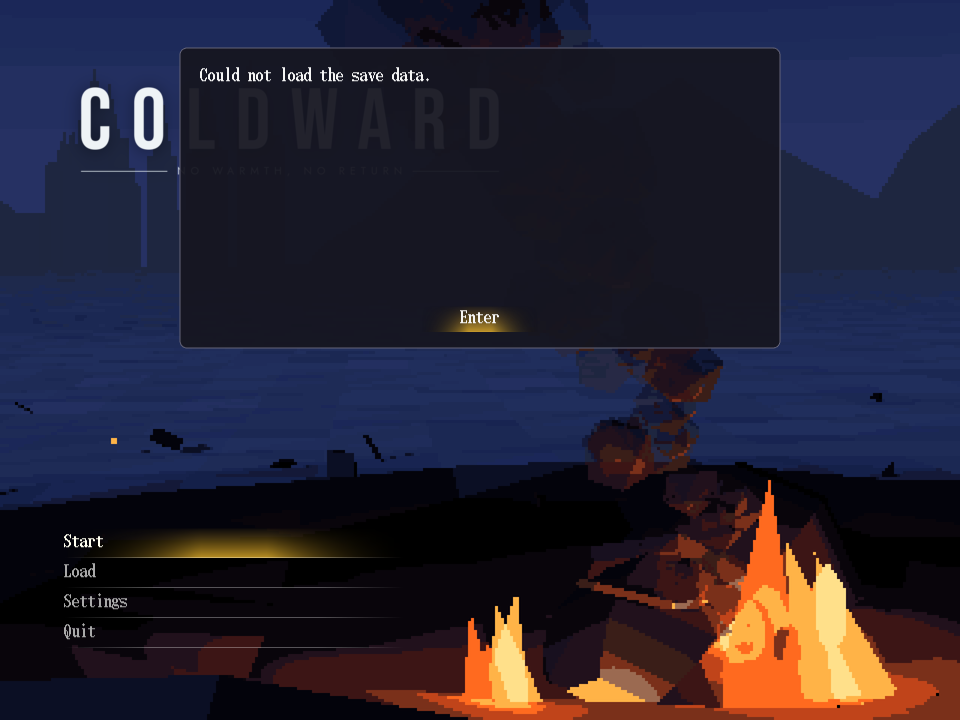 Could not load the save data.
COLDWARD
NO WARMTH, NO RETURN
Enter
Start
Load
Settings
Quit